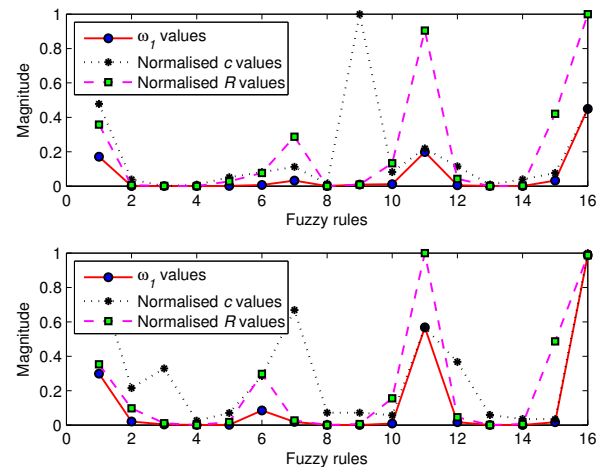 1
0.8
0.6
0.4
0.2
0
Magnitude
ω1 values
Normalised c values
Normalised R values
0 2 4 6 8 10 12 14 16
Fuzzy rules
1
0.8
0.6
0.4
0.2
0
Magnitude
ω1 values
Normalised c values
Normalised R values
0 2 4 6 8 10 12 14 16
Fuzzy rules